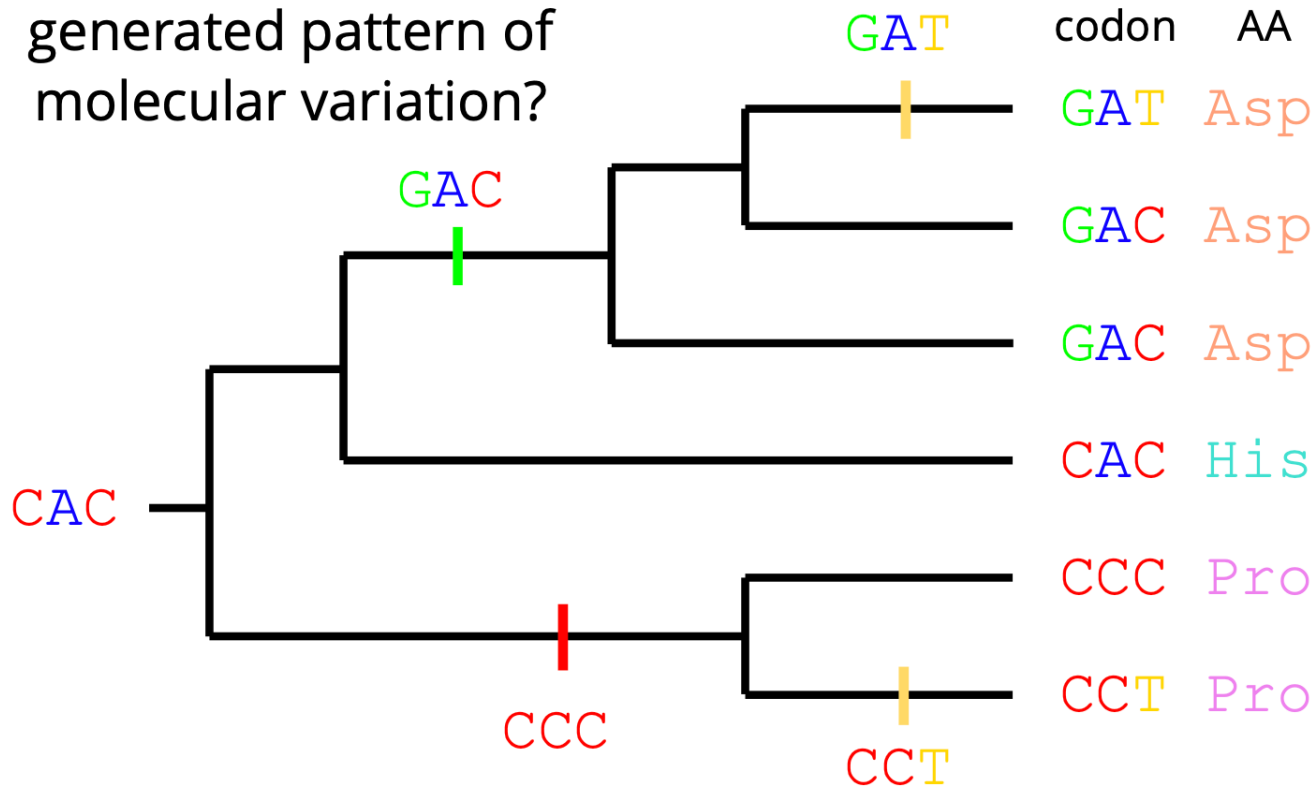 generated pattern of
molecular variation?
GAT
codon AA
GAT Asp
GAC
GAC Asp
GAC Asp
CAC His
CAC
CCC Pro
CCC
CCT Pro
CCT